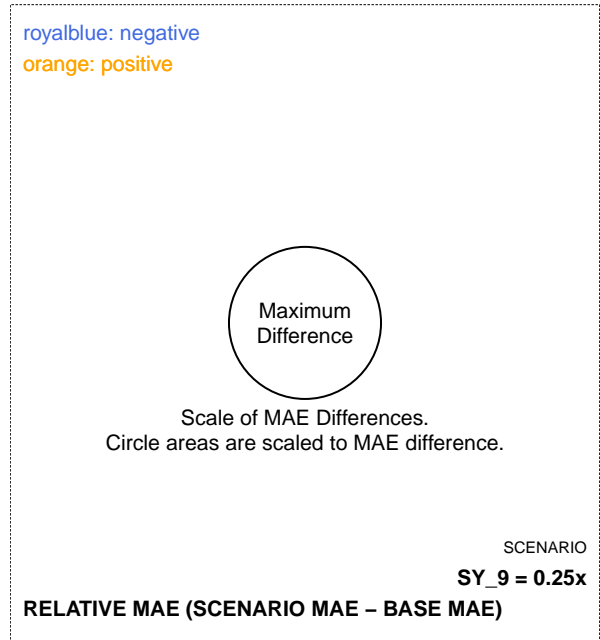 royalblue: negative
orange: positive
Maximum
Difference
Scale of MAE Differences.
Circle areas are scaled to MAE difference.
SCENARIO
SY_9 = 0.25x
RELATIVE MAE (SCENARIO MAE − BASE MAE)